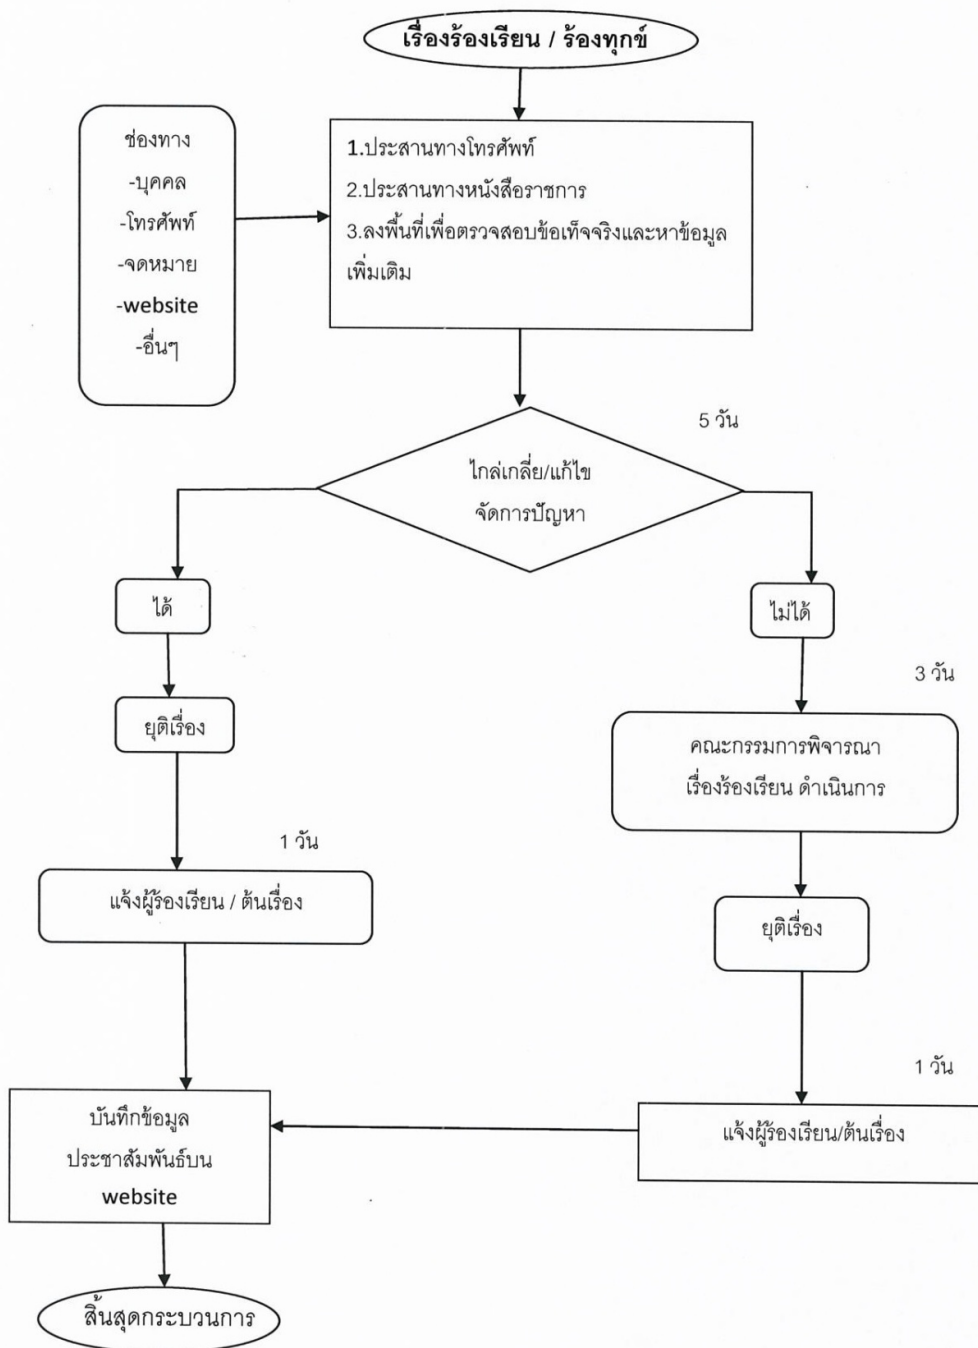 เรื่องร้องเรียน / ร้องทุกข์
ช่องทาง
-บุคคล
-โทรศัพท์
-จดหมาย
-website
-อื่นๆ
1.ประสานทางโทรศัพท์
2.ประสานทางหนังสือราชการ
3.ลงพื้นที่เพื่อตรวจสอบข้อเท็จจริงและหาข้อมูล
เพิ่มเติม
5 วัน
ไกล่เกลี่ย/แก้ไข
จัดการปัญหา
ได้
ไม่ได้
3 วัน
ยุติเรื่อง
คณะกรรมการพิจารณา
เรื่องร้องเรียน ดำเนินการ
1 วัน
แจ้งผู้ร้องเรียน / ต้นเรื่อง
ยุติเรื่อง
1 วัน
แจ้งผู้ร้องเรียน/ต้นเรื่อง
บันทึกข้อมูล
ประชาสัมพันธ์บน
website
สิ้นสุดกระบวนการ